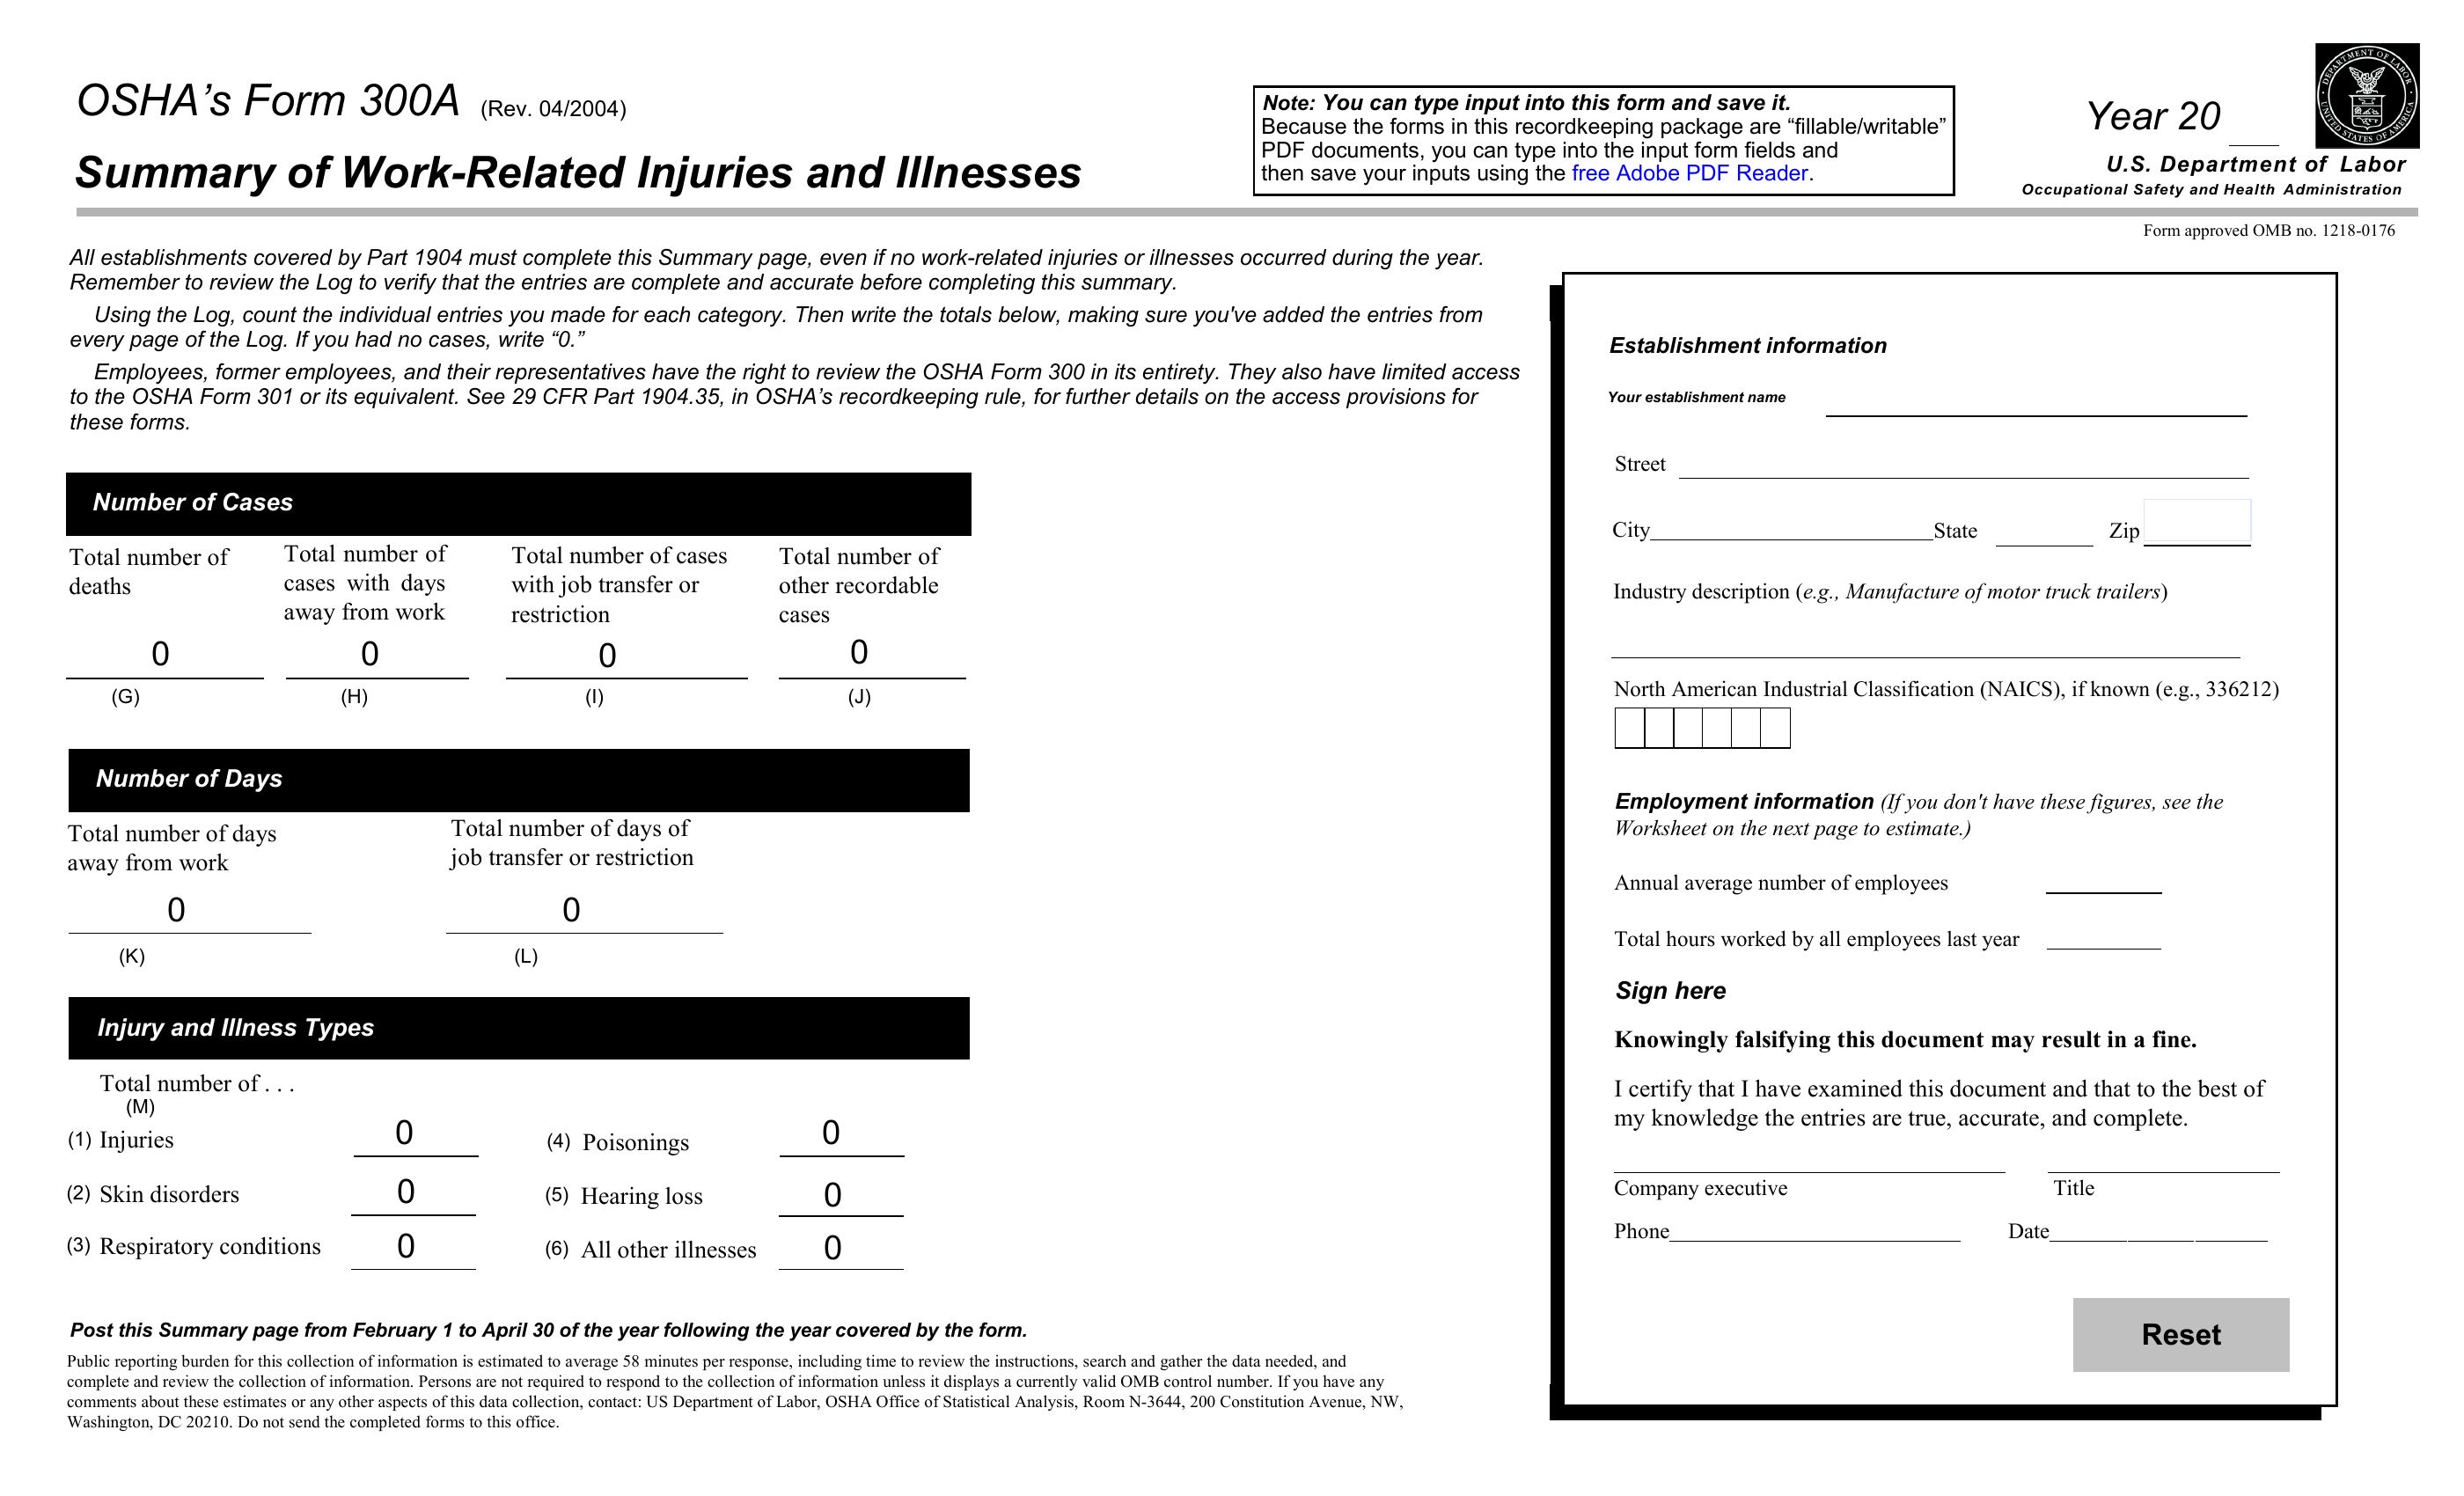 OSHA’s Form 300A (Rev. 04/2004)
Summary of Work-Related Injuries and Illnesses
Note: You can type input into this form and save it.
Because the forms in this recordkeeping package are “fillable/writable”
PDF documents, you can type into the input form fields and
then save your inputs using the free Adobe PDF Reader.
Year 20
DEPARTMENT OF LABOR
UNITED STATES OF AMERICA
U.S. Department of Labor
Occupational Safety and Health Administration
Form approved OMB no. 1218-0176
All establishments covered by Part 1904 must complete this Summary page, even if no work-related injuries or illnesses occurred during the year.
Remember to review the Log to verify that the entries are complete and accurate before completing this summary.
Using the Log, count the individual entries you made for each category. Then write the totals below, making sure you've added the entries from
every page of the Log. If you had no cases, write “0.”
Employees, former employees, and their representatives have the right to review the OSHA Form 300 in its entirety. They also have limited access
to the OSHA Form 301 or its equivalent. See 29 CFR Part 1904.35, in OSHA’s recordkeeping rule, for further details on the access provisions for
these forms.
Number of Cases
Total number of
deaths
0
(G)
Total number of
cases with days
away from work
0
(H)
Total number of cases
with job transfer or
restriction
0
(I)
Total number of
other recordable
cases
0
(J)
Number of Days
Total number of days
away from work
0
(K)
Total number of days of
job transfer or restriction
0
(L)
Injury and Illness Types
Total number of . . .
(M)
(1) Injuries 0
(2) Skin disorders 0
(3) Respiratory conditions 0
(4) Poisonings 0
(5) Hearing loss 0
(6) All other illnesses 0
Post this Summary page from February 1 to April 30 of the year following the year covered by the form.
Public reporting burden for this collection of information is estimated to average 58 minutes per response, including time to review the instructions, search and gather the data needed, and
complete and review the collection of information. Persons are not required to respond to the collection of information unless it displays a currently valid OMB control number. If you have any
comments about these estimates or any other aspects of this data collection, contact: US Department of Labor, OSHA Office of Statistical Analysis, Room N-3644, 200 Constitution Avenue, NW,
Washington, DC 20210. Do not send the completed forms to this office.
Establishment information
Your establishment name
Street
City State Zip
Industry description (e.g., Manufacture of motor truck trailers)
North American Industrial Classification (NAICS), if known (e.g., 336212)
Employment information (If you don't have these figures, see the
Worksheet on the next page to estimate.)
Annual average number of employees
Total hours worked by all employees last year
Sign here
Knowingly falsifying this document may result in a fine.
I certify that I have examined this document and that to the best of
my knowledge the entries are true, accurate, and complete.
Company executive Title
Phone Date
Reset